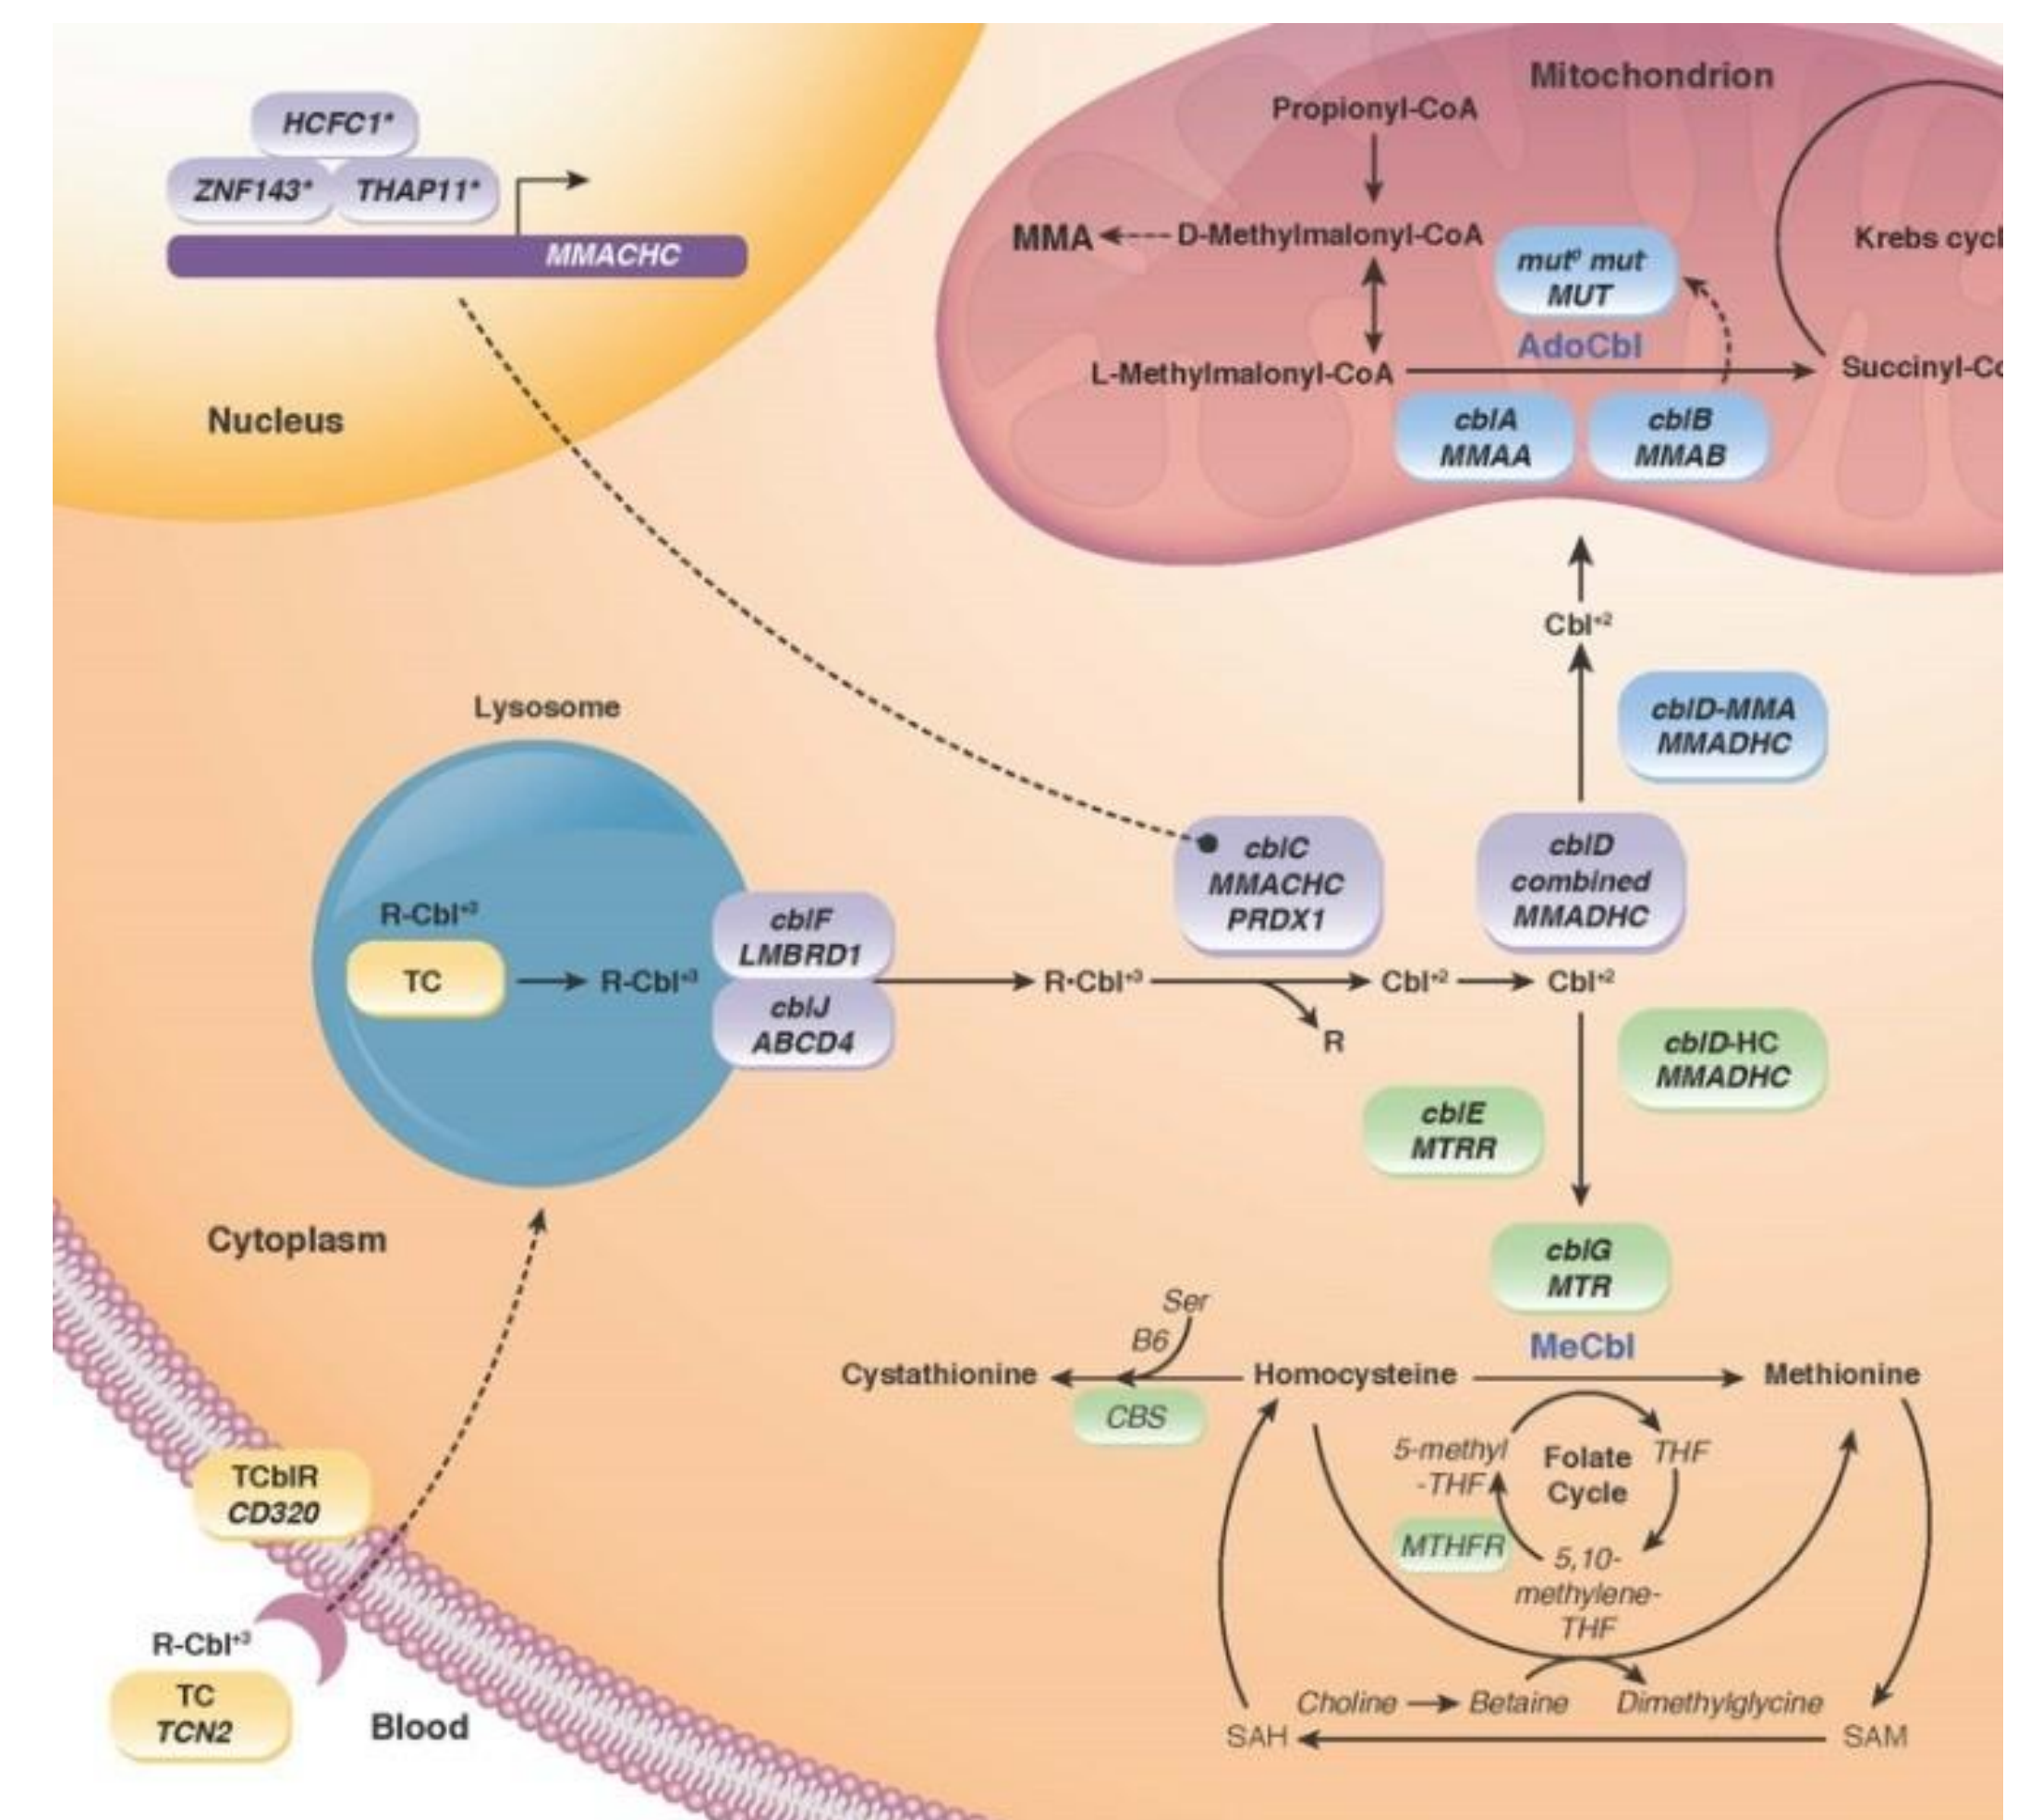 HCFC1*
ZNF143*
THAP11*
MMACHC
Nucleus
Mitochondrion
Propionyl-CoA
MMA
D-Methylmalonyl-CoA
mut⁰ mut
MUT
Krebs cycl
AdoCbl
L-Methylmalonyl-CoA
Succinyl-Co
cblA
MMAA
cblB
MMAB
Cbl⁺²
cblD-MMA
MMADHC
Lysosome
R-Cbl⁺³
TC
R-Cbl⁺³
cblF
LMBRD1
cblJ
ABCD4
R•Cbl⁺³
cblC
MMACHC
PRDX1
R
Cbl⁺²
cblD
combined
MMADHC
Cbl⁺²
cblD-HC
MMADHC
cblE
MTRR
cblG
MTR
MeCbl
Cytoplasm
Ser
B6
Cystathionine
CBS
Homocysteine
Methionine
5-methyl
-THF
Folate
Cycle
THF
MTHFR
5,10-
methylene-
THF
Choline
Betaine
Dimethylglycine
SAH
SAM
TCblR
CD320
R-Cbl⁺³
TC
TCN2
Blood